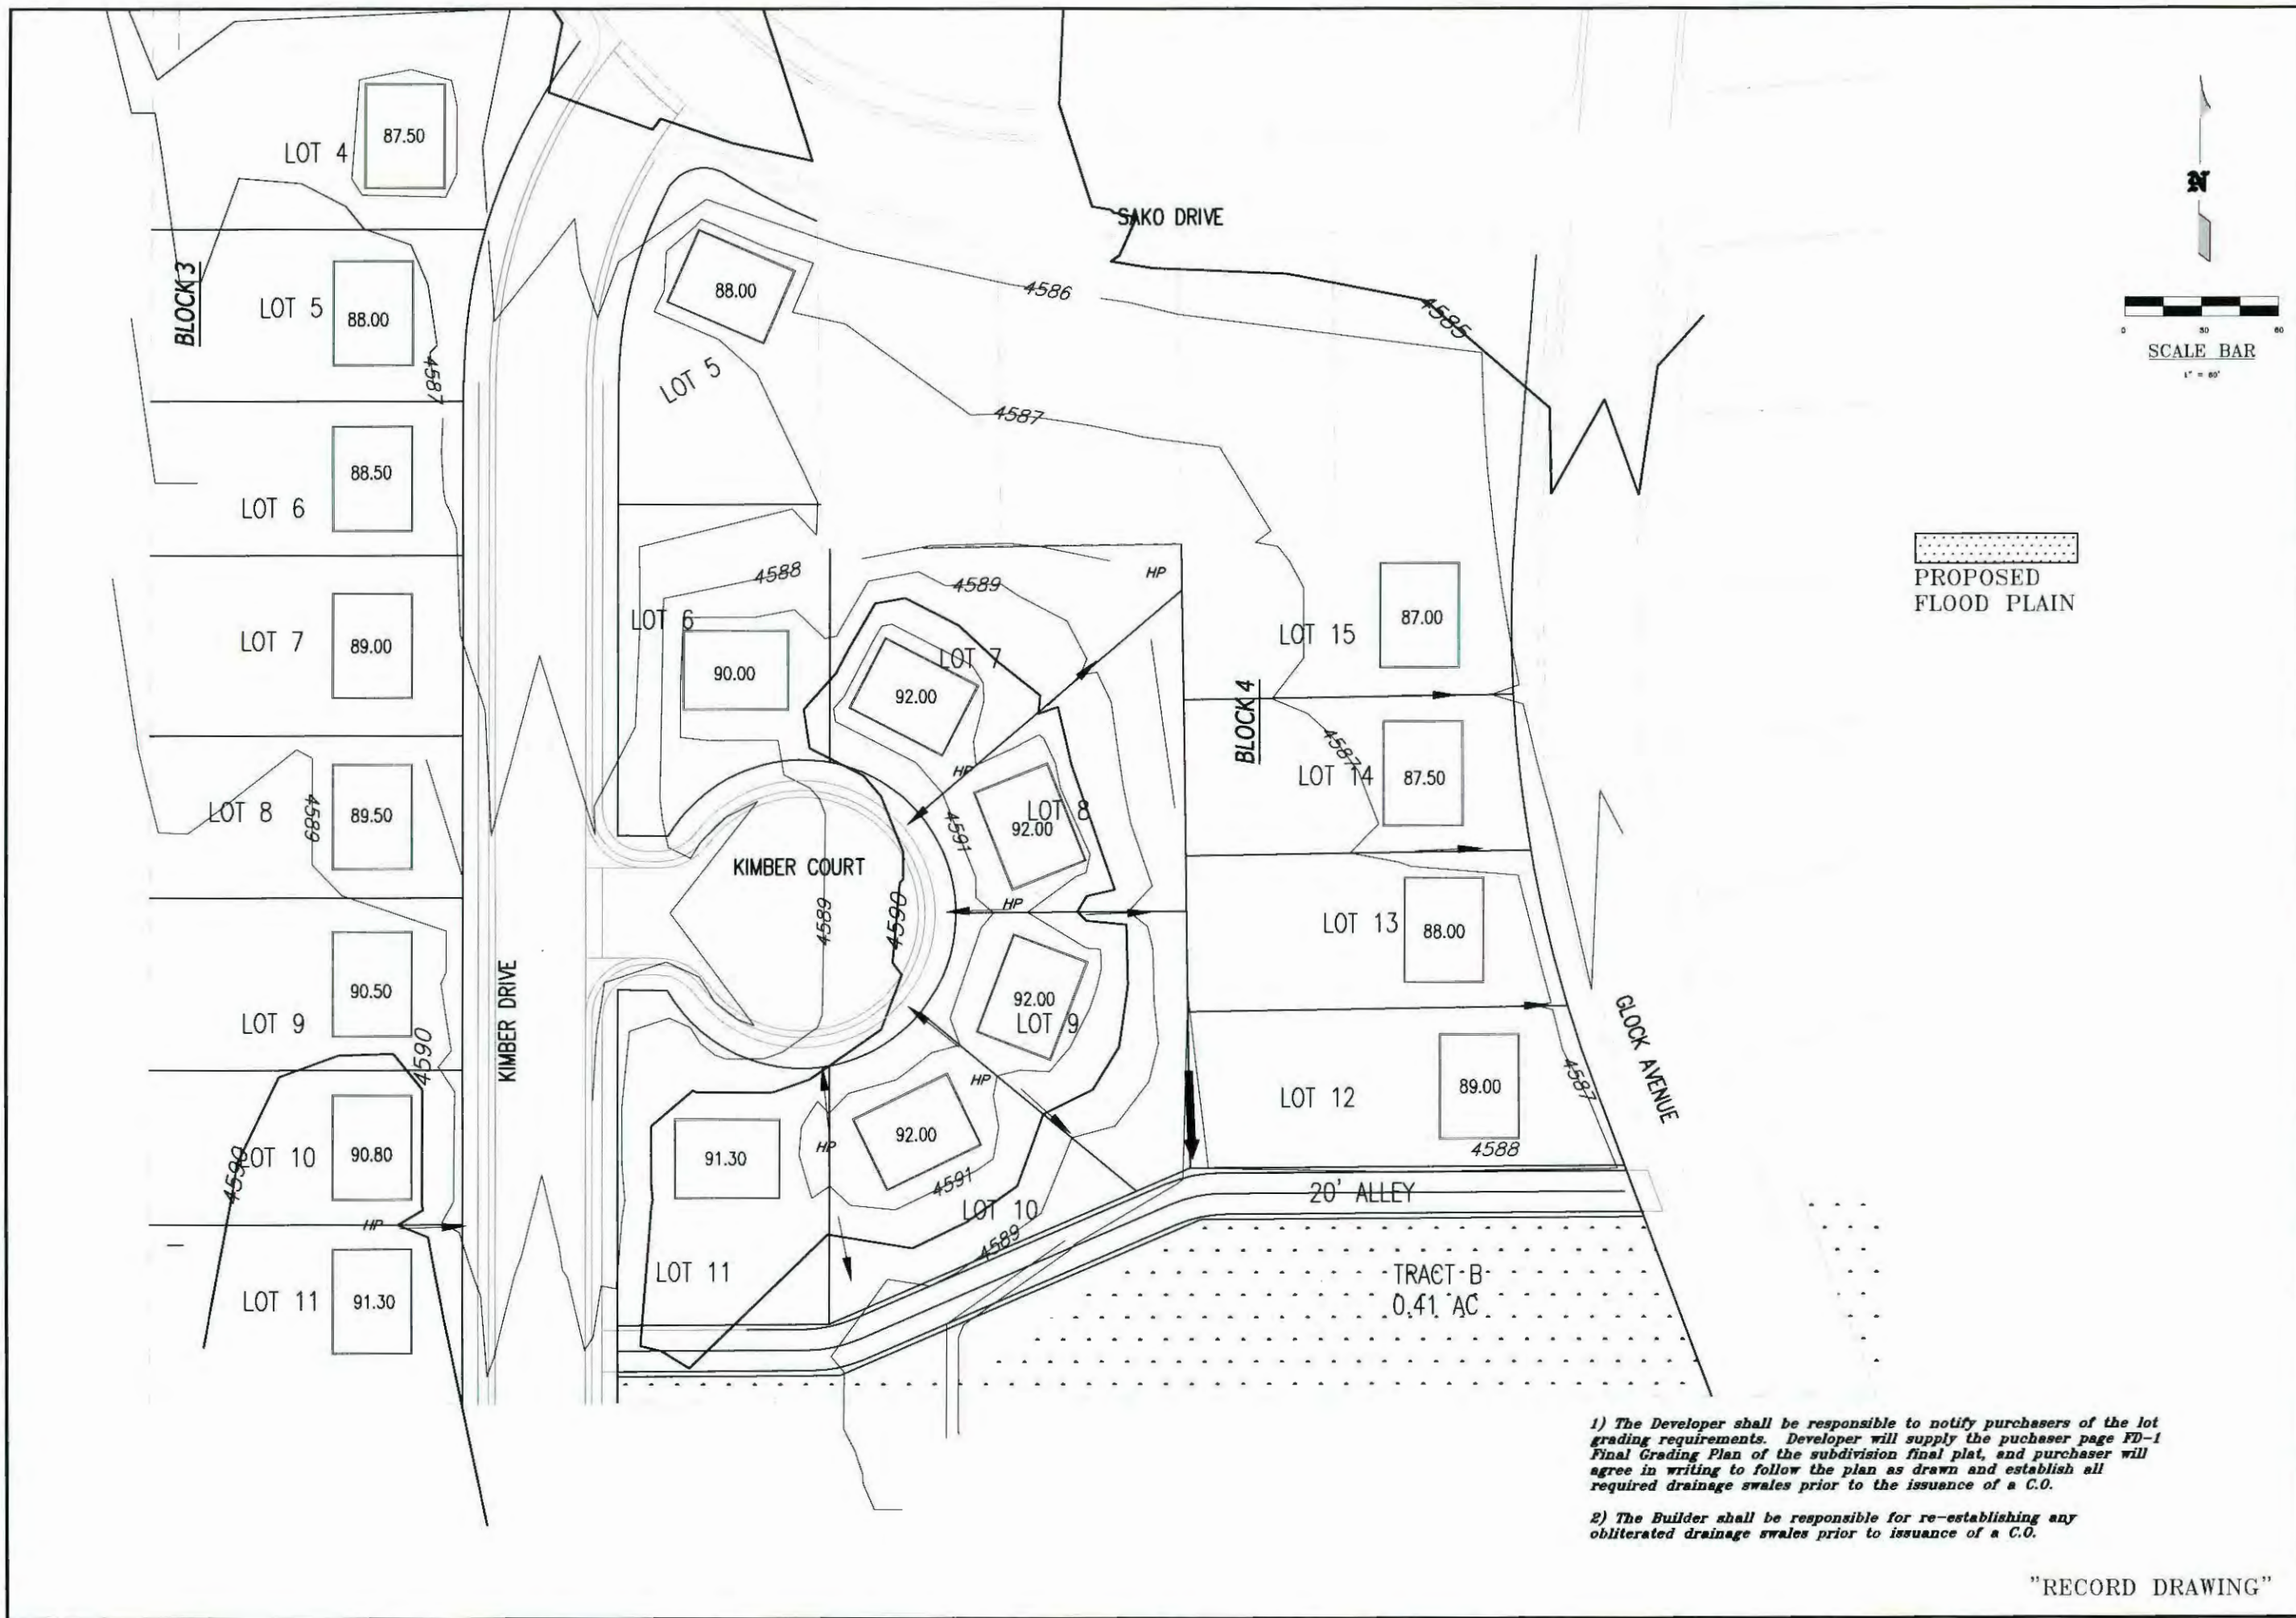 87.50
LOT 4
SAKO DRIVE
N
BLOCK 3
LOT 5
88.00
88.00
4586
4585
0
30
60
SCALE BAR
1" = 60'
4587
LOT 5
4587
88.50
LOT 6
4588
4589
HP
PROPOSED
FLOOD PLAIN
LOT 6
LOT 7
89.00
90.00
LOT 7
92.00
LOT 15
87.00
BLOCK 4
4587
LOT 14
87.50
HP
LOT 8
4589
89.50
LOT 8
92.00
4591
KIMBER COURT
4589
4590
HP
LOT 13
88.00
90.50
LOT 9
KIMBER DRIVE
92.00
LOT 9
GLOCK AVENUE
4590
HP
LOT 12
89.00
4587
4588
4590
LOT 10
90.80
91.30
HP
92.00
4591
LOT 10
20' ALLEY
HP
4589
LOT 11
91.30
LOT 11
TRACT B
0.41 AC
1) The Developer shall be responsible to notify purchasers of the lot
grading requirements. Developer will supply the puchaser page FD-1
Final Grading Plan of the subdivision final plat, and purchaser will
agree in writing to follow the plan as drawn and establish all
required drainage swales prior to the issuance of a C.O.
2) The Builder shall be responsible for re-establishing any
obliterated drainage swales prior to issuance of a C.O.
"RECORD DRAWING"